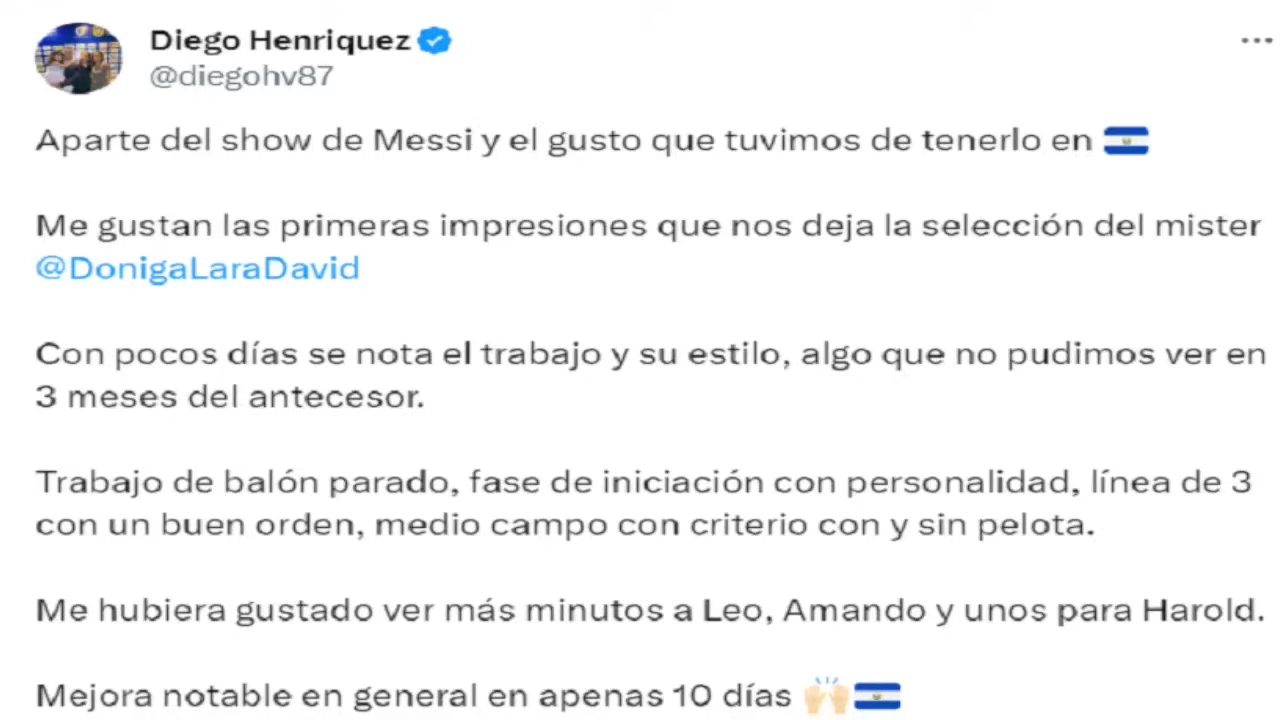 Diego Henriquez
@diegohv87
Aparte del show de Messi y el gusto que tuvimos de tenerlo en 🇸🇻
Me gustan las primeras impresiones que nos deja la selección del mister
@DonigaLaraDavid
Con pocos días se nota el trabajo y su estilo, algo que no pudimos ver en
3 meses del antecesor.
Trabajo de balón parado, fase de iniciación con personalidad, línea de 3
con un buen orden, medio campo con criterio con y sin pelota.
Me hubiera gustado ver más minutos a Leo, Amando y unos para Harold.
Mejora notable en general en apenas 10 días 🙌🏻🇸🇻